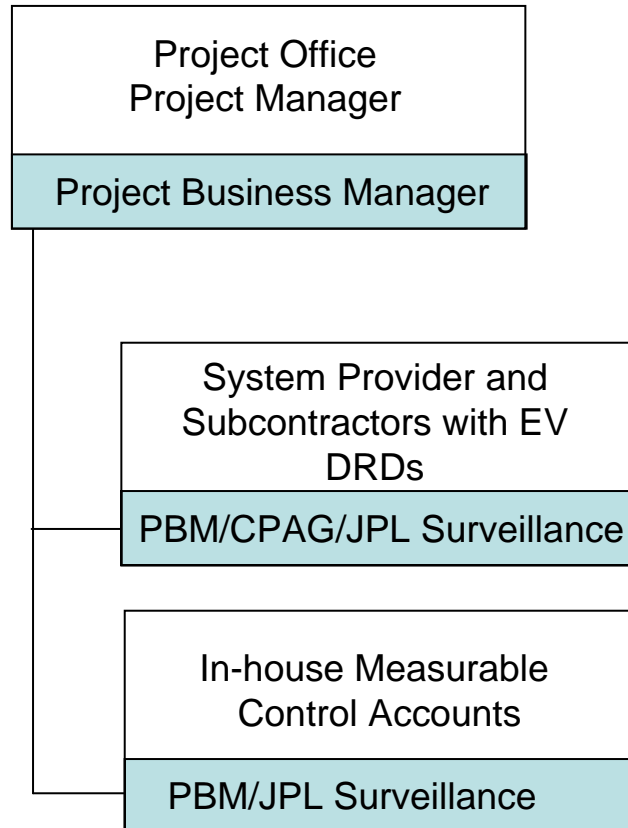 Project Office
Project Manager
Project Business Manager
System Provider and
Subcontractors with EV
DRDs
PBM/CPAG/JPL Surveillance
In-house Measurable
Control Accounts
PBM/JPL Surveillance